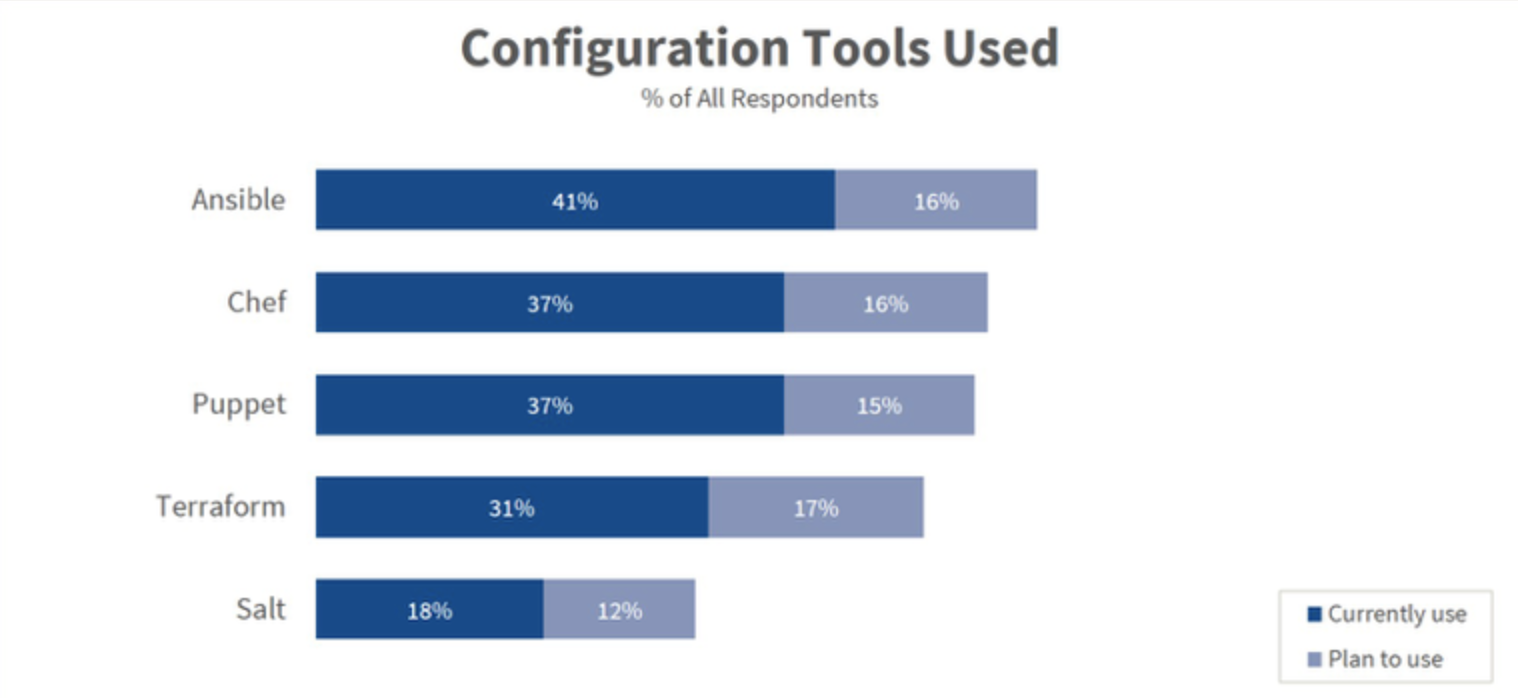 Configuration Tools Used
% of All Respondents
Ansible 41% 16%
Chef 37% 16%
Puppet 37% 15%
Terraform 31% 17%
Salt 18% 12%
Currently use
Plan to use